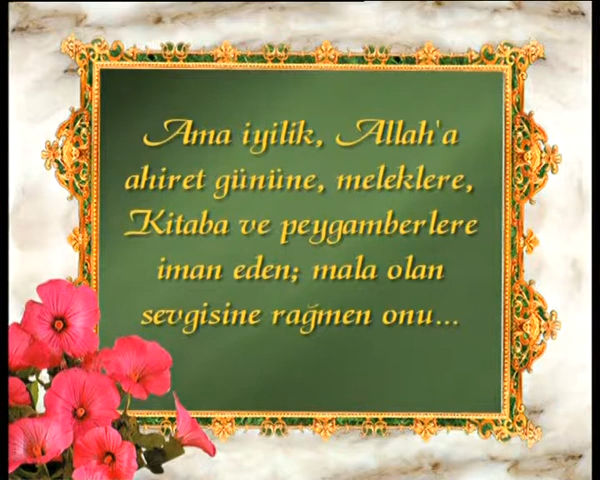 Ama iyilik, Allah'a
ahiret gününe, meleklere,
Kitaba ve peygamberlere
iman eden; mala olan
sevgisine rağmen onu...